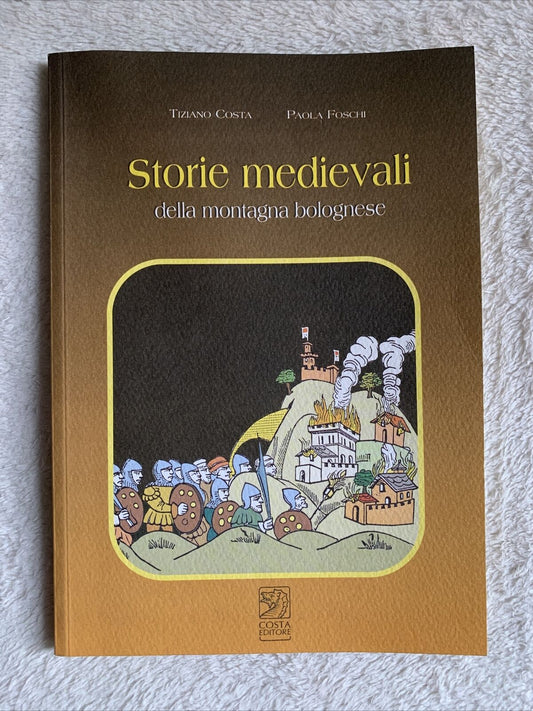 TIZIANO COSTA PAOLA FOSCHI
Storie medievali
della montagna bolognese
COSTA
EDITORE